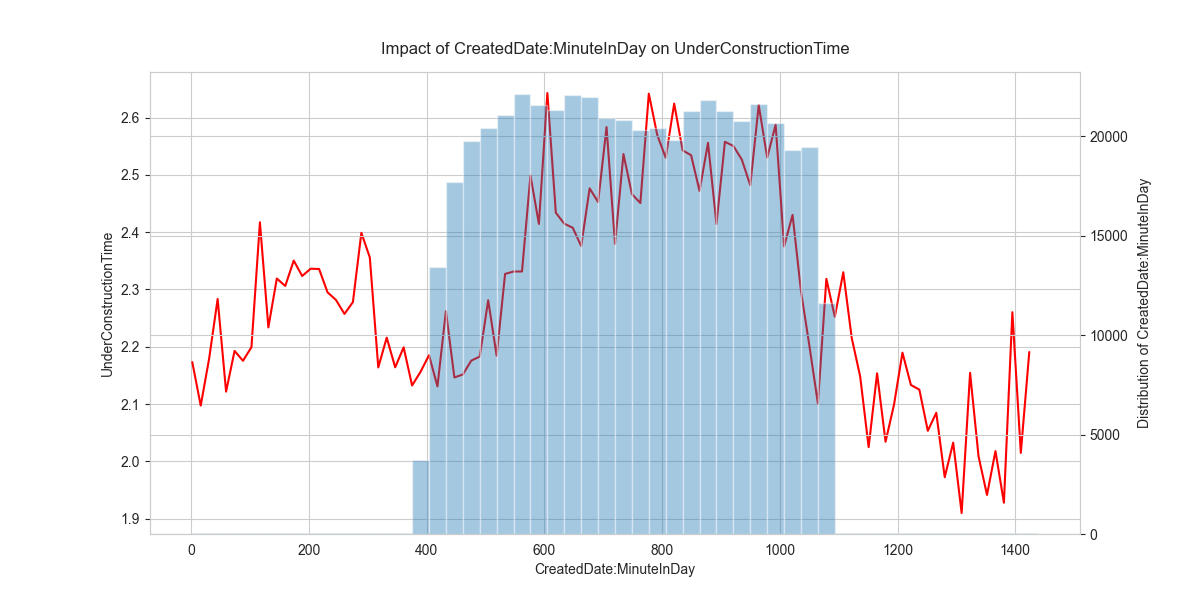 Impact of CreatedDate:MinuteInDay on UnderConstructionTime
UnderConstructionTime
2.6
2.5
2.4
2.3
2.2
2.1
2.0
1.9
20000
15000
10000
5000
0
Distribution of CreatedDate:MinuteInDay
0 200 400 600 800 1000 1200 1400
CreatedDate:MinuteInDay